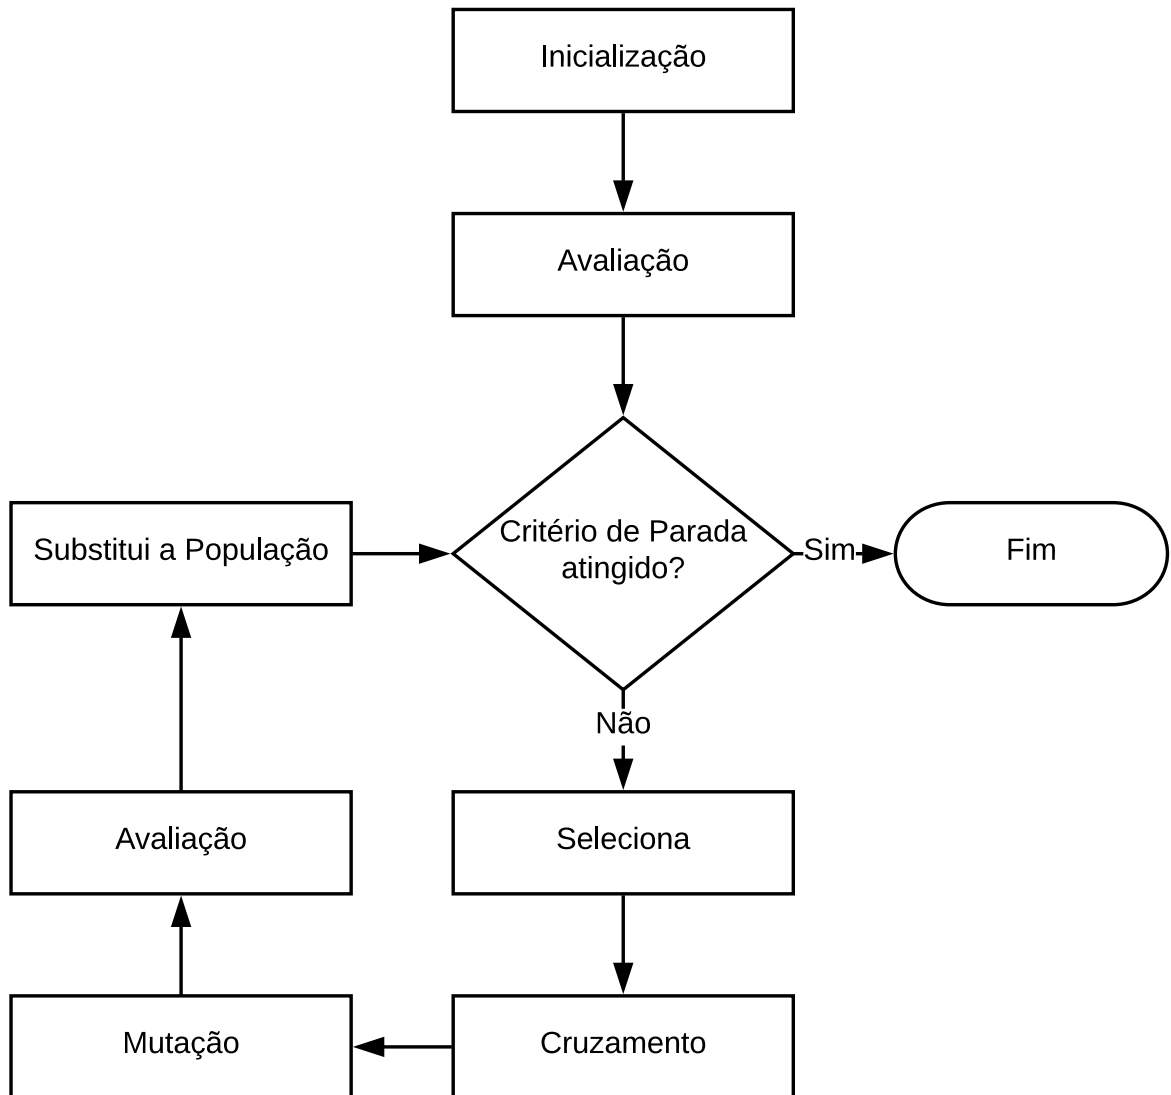 Inicialização
Avaliação
Critério de Parada
atingido?
Sim
Fim
Substitui a População
Não
Avaliação
Seleciona
Mutação
Cruzamento